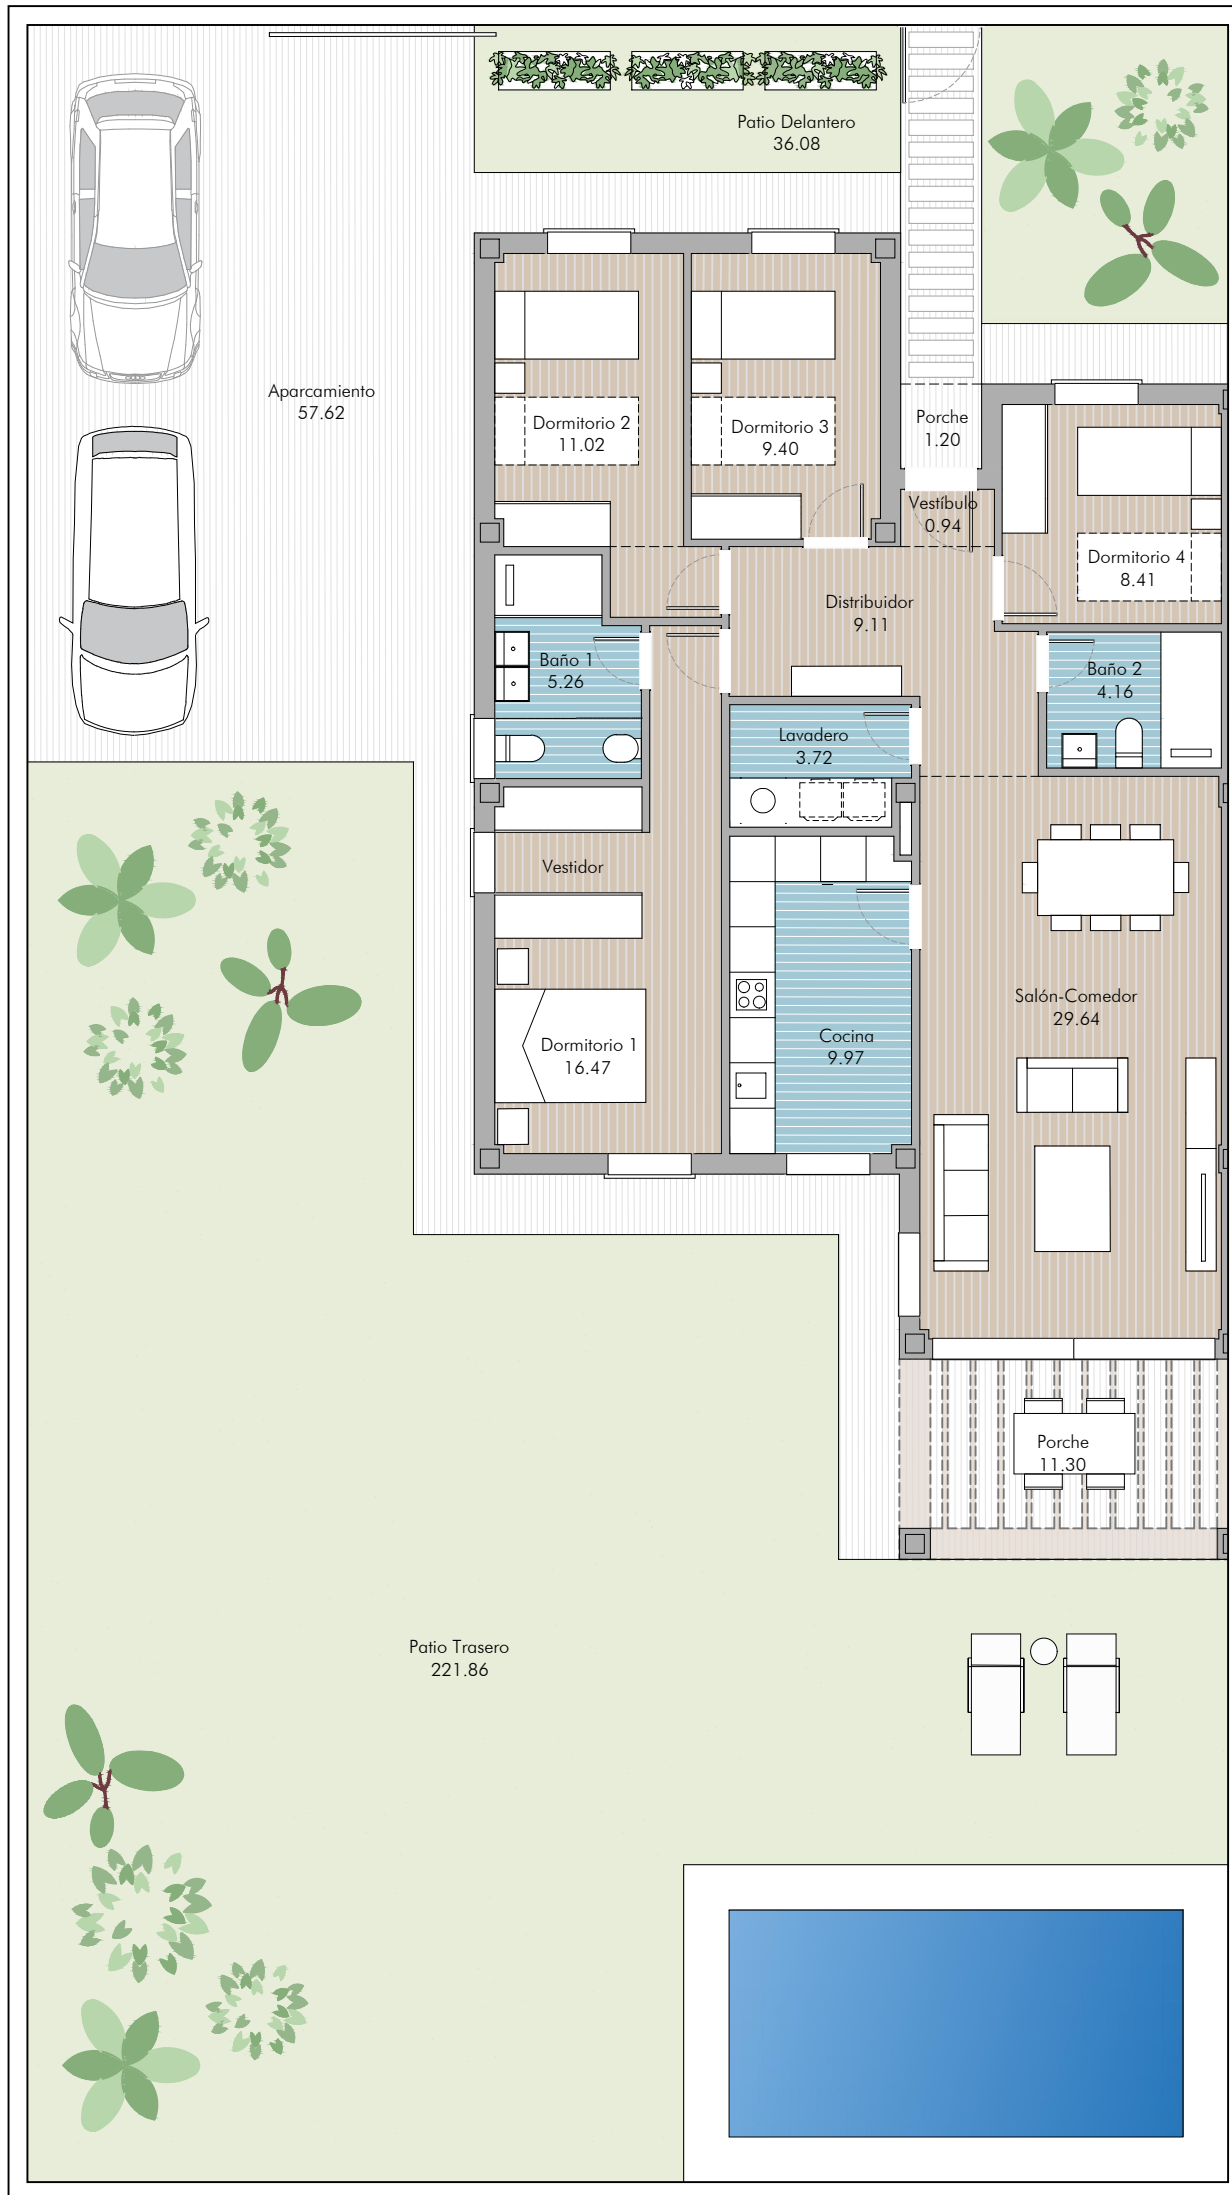 Patio Delantero
36.08
Aparcamiento
57.62
Dormitorio 2
11.02
Dormitorio 3
9.40
Porche
1.20
Vestíbulo
0.94
Dormitorio 4
8.41
Distribuidor
9.11
Baño 1
5.26
Baño 2
4.16
Lavadero
3.72
Vestidor
Salón-Comedor
29.64
Dormitorio 1
16.47
Cocina
9.97
Porche
11.30
Patio Trasero
221.86